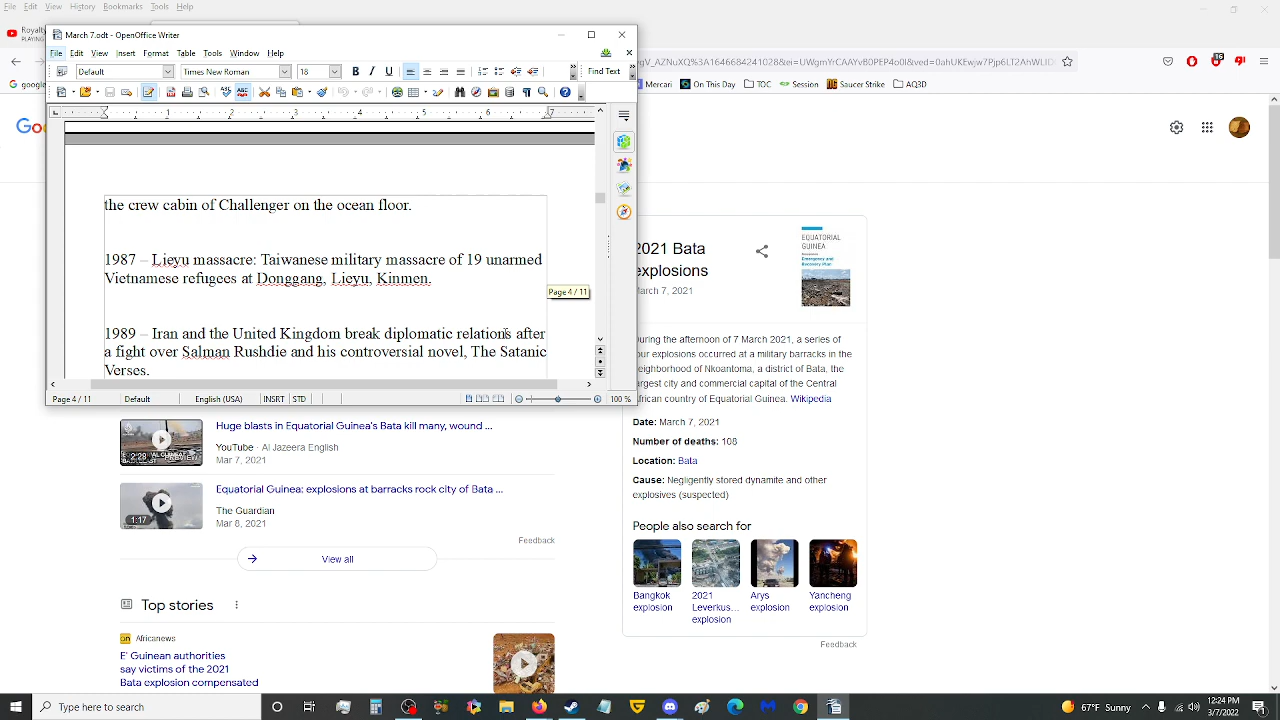 File Edit View History Bookmarks Tools Help
March 7.odt - OpenOffice Writer
File Edit View Insert Format Table Tools Window Help
Default Times New Roman 18 Find Text
Mercari On This Day TOC Session Saucer Strike AQ3D
the crew cabin of Challenger on the ocean floor.
1987 – Lieyu massacre: Taiwanese military massacre of 19 unarmed
Vietnamese refugees at Donggang, Lieyu, Kinmen.
Page 4 / 11
1989 – Iran and the United Kingdom break diplomatic relations after
a fight over Salman Rushdie and his controversial novel, The Satanic
Verses.
Page 4 / 11 Default English (USA) INSRT STD 100 %
2021 Bata
explosions
March 7, 2021
EQUATORIAL
GUINEA
During the afternoon of 7 March 2021, a series of
four explosions occurred at a military barracks in the
neighborhood of Nkoantoma, a district of Bata, the
largest city and commercial capital of the Central
African country of Equatorial Guinea. Wikipedia
Date: March 7, 2021
Number of deaths: 108
Location: Bata
Cause: Negligently stored dynamite and other
explosives (suspected)
People also search for
Bangkok
explosion
2021
Leverkus...
explosion
Arys
explosion
Yancheng
explosion
Feedback
Huge blasts in Equatorial Guinea's Bata kill many, wound ...
YouTube · Al Jazeera English
Mar 7, 2021
Equatorial Guinea: explosions at barracks rock city of Bata ...
The Guardian
Mar 8, 2021
1:17
Feedback
View all
Top stories
Africanews
E' Guinean authorities
say victims of the 2021
Bata explosion compensated
Type here to search
67°F Sunny
12:24 PM
3/7/2022